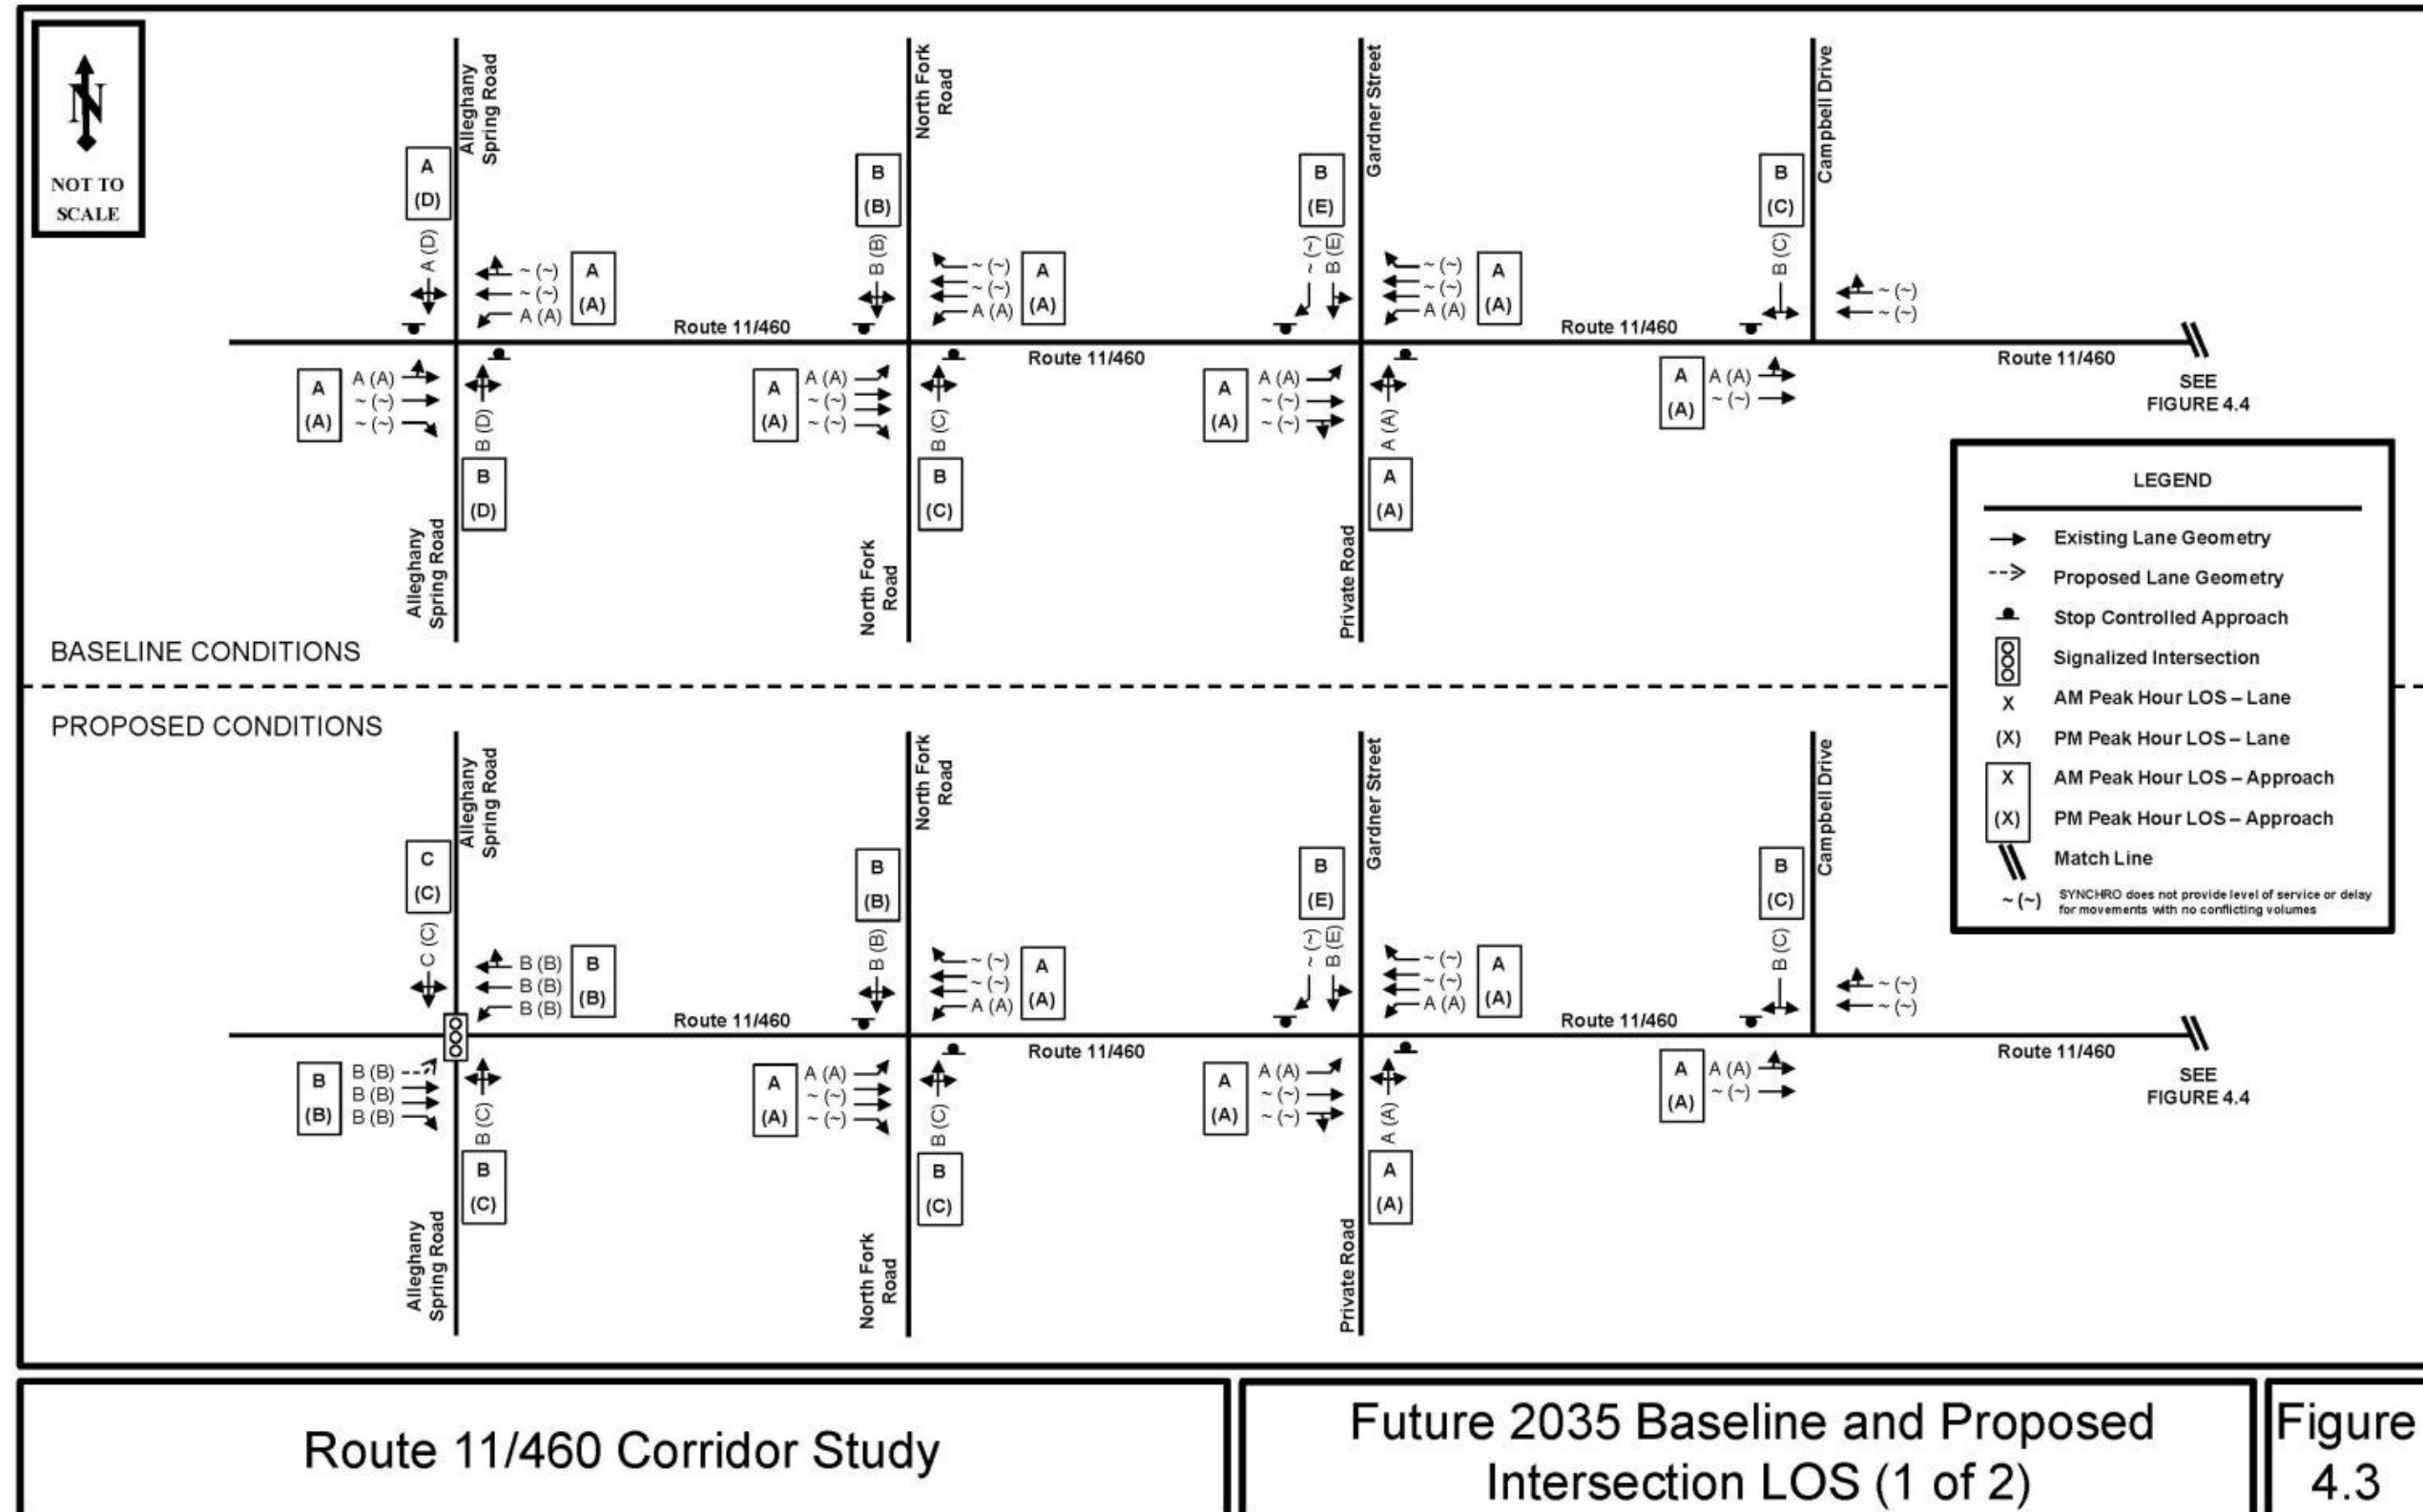 N
NOT TO
SCALE
Alleghany
Spring Road
A
(D)
A (D)
~ (~)
~ (~)
A (A)
A
(A)
A
(A)
A (A)
~ (~)
~ (~)
B (D)
B
(D)
Alleghany
Spring Road
Route 11/460
North Fork
Road
B
(B)
B (B)
~ (~)
~ (~)
A (A)
A
(A)
A
(A)
A (A)
~ (~)
~ (~)
B (C)
B
(C)
North Fork
Road
Route 11/460
Gardner Street
B
(E)
~ (~)
B (E)
~ (~)
~ (~)
A (A)
A
(A)
A
(A)
A (A)
~ (~)
~ (~)
A (A)
A
(A)
Private Road
Route 11/460
Campbell Drive
B
(C)
B (C)
~ (~)
~ (~)
A
(A)
A (A)
~ (~)
Route 11/460
SEE
FIGURE 4.4
BASELINE CONDITIONS
LEGEND
Existing Lane Geometry
Proposed Lane Geometry
Stop Controlled Approach
Signalized Intersection
X AM Peak Hour LOS – Lane
(X) PM Peak Hour LOS – Lane
X AM Peak Hour LOS – Approach
(X) PM Peak Hour LOS – Approach
Match Line
~ (~) SYNCHRO does not provide level of service or delay
for movements with no conflicting volumes
PROPOSED CONDITIONS
Alleghany
Spring Road
C
(C)
C (C)
B (B)
B (B)
B (B)
B
(B)
B
(B)
B (B)
B (B)
B (B)
B (C)
B
(C)
Alleghany
Spring Road
Route 11/460
North Fork
Road
B
(B)
B (B)
~ (~)
~ (~)
A (A)
A
(A)
A
(A)
A (A)
~ (~)
~ (~)
B (C)
B
(C)
North Fork
Road
Route 11/460
Gardner Street
B
(E)
~ (~)
B (E)
~ (~)
~ (~)
A (A)
A
(A)
A
(A)
A (A)
~ (~)
~ (~)
A (A)
A
(A)
Private Road
Route 11/460
Campbell Drive
B
(C)
B (C)
~ (~)
~ (~)
A
(A)
A (A)
~ (~)
Route 11/460
SEE
FIGURE 4.4
Route 11/460 Corridor Study
Future 2035 Baseline and Proposed
Intersection LOS (1 of 2)
Figure
4.3